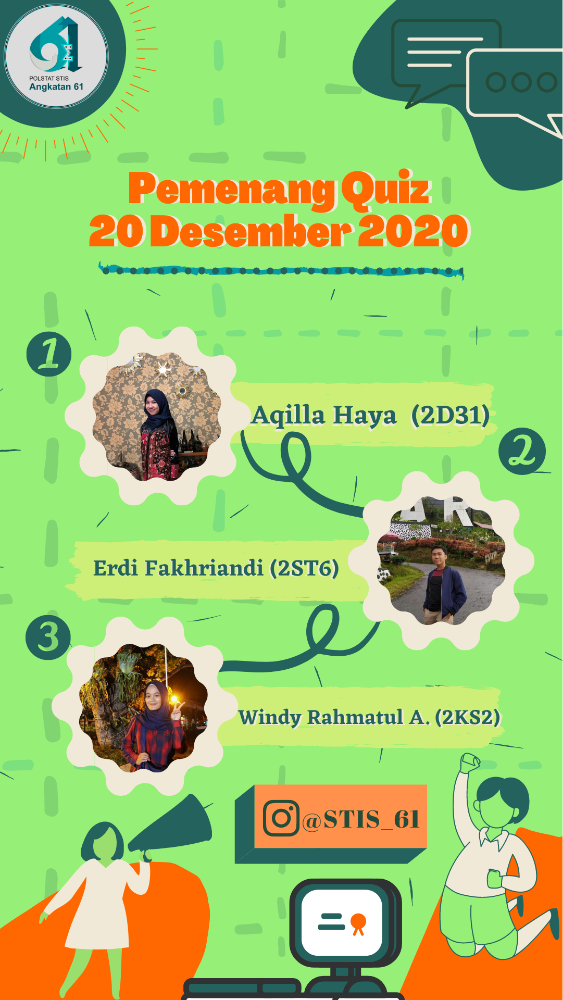 61
POLSTAT STIS
Angkatan 61
Pemenang Quiz
20 Desember 2020
1
Aqilla Haya (2D31)
2
Erdi Fakhriandi (2ST6)
3
Windy Rahmatul A. (2KS2)
@STIS_61